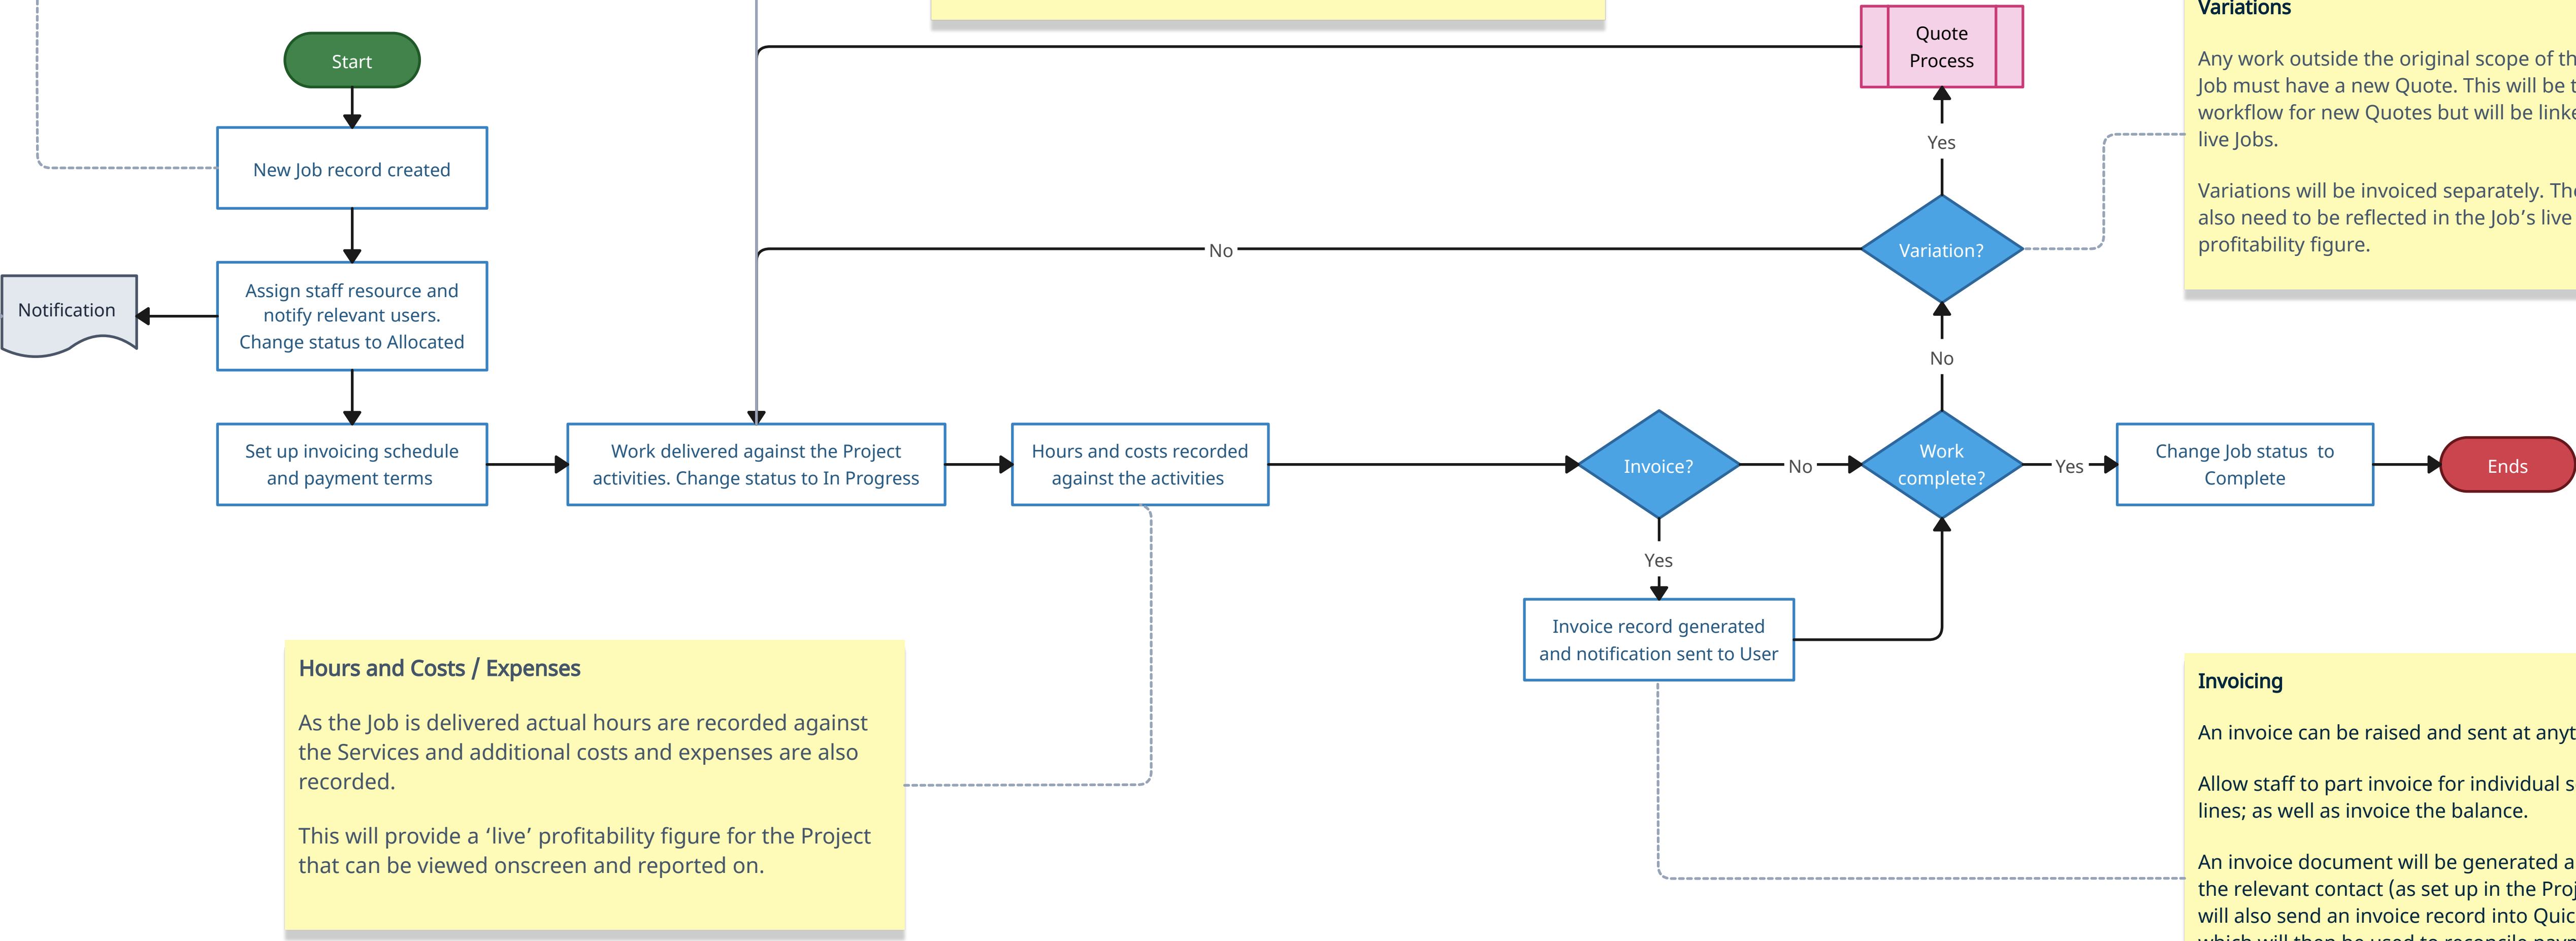 Start
New Job record created
Notification
Assign staff resource and
notify relevant users.
Change status to Allocated
Set up invoicing schedule
and payment terms
Work delivered against the Project
activities. Change status to In Progress
Hours and costs recorded
against the activities
Invoice?
No
Yes
Invoice record generated
and notification sent to User
Work
complete?
Yes
Change Job status to
Complete
Ends
No
Variation?
No
Yes
Quote
Process
Variations
Any work outside the original scope of
Job must have a new Quote. This will be
workflow for new Quotes but will be
live Jobs.
Variations will be invoiced separately.
also need to be reflected in the Job’s live
profitability figure.
Hours and Costs / Expenses
As the Job is delivered actual hours are recorded against
the Services and additional costs and expenses are also
recorded.
This will provide a ‘live’ profitability figure for the Project
that can be viewed onscreen and reported on.
Invoicing
An invoice can be raised and sent at
Allow staff to part invoice for individual
lines; as well as invoice the balance.
An invoice document will be generated
the relevant contact (as set up in the
will also send an invoice record into
which will then be used to reconcile